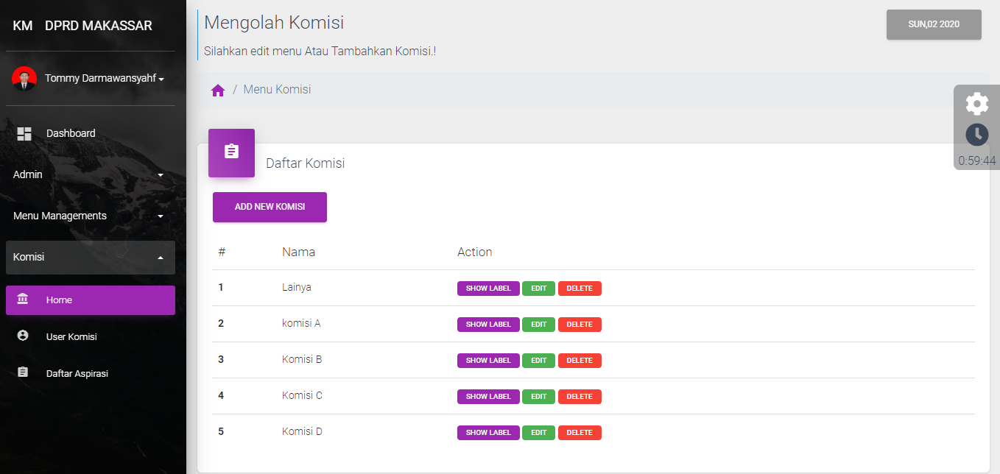 KM DPRD MAKASSAR
Tommy Darmawansyahf
Dashboard
Admin
Menu Managements
Komisi
Home
User Komisi
Daftar Aspirasi
Mengolah Komisi
SUN,02 2020
Silahkan edit menu Atau Tambahkan Komisi.!
/ Menu Komisi
0:59:44
Daftar Komisi
ADD NEW KOMISI
# Nama Action
1 Lainya SHOW LABEL EDIT DELETE
2 komisi A SHOW LABEL EDIT DELETE
3 Komisi B SHOW LABEL EDIT DELETE
4 Komisi C SHOW LABEL EDIT DELETE
5 Komisi D SHOW LABEL EDIT DELETE